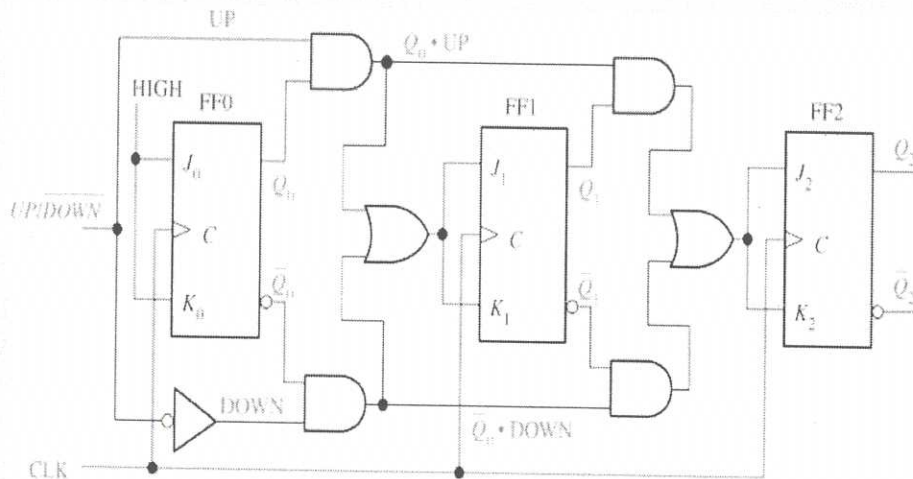 UP
Q₀ • UP
HIGH
FF0
FF1
FF2
J₀
J₁
J₂
Q₂
Q₀
Q₁
UP/D̅O̅W̅N̅
C
C
C
Q̅₀
Q̅₁
Q̅₂
K₀
K₁
K₂
DOWN
Q̅₀ • DOWN
CLK